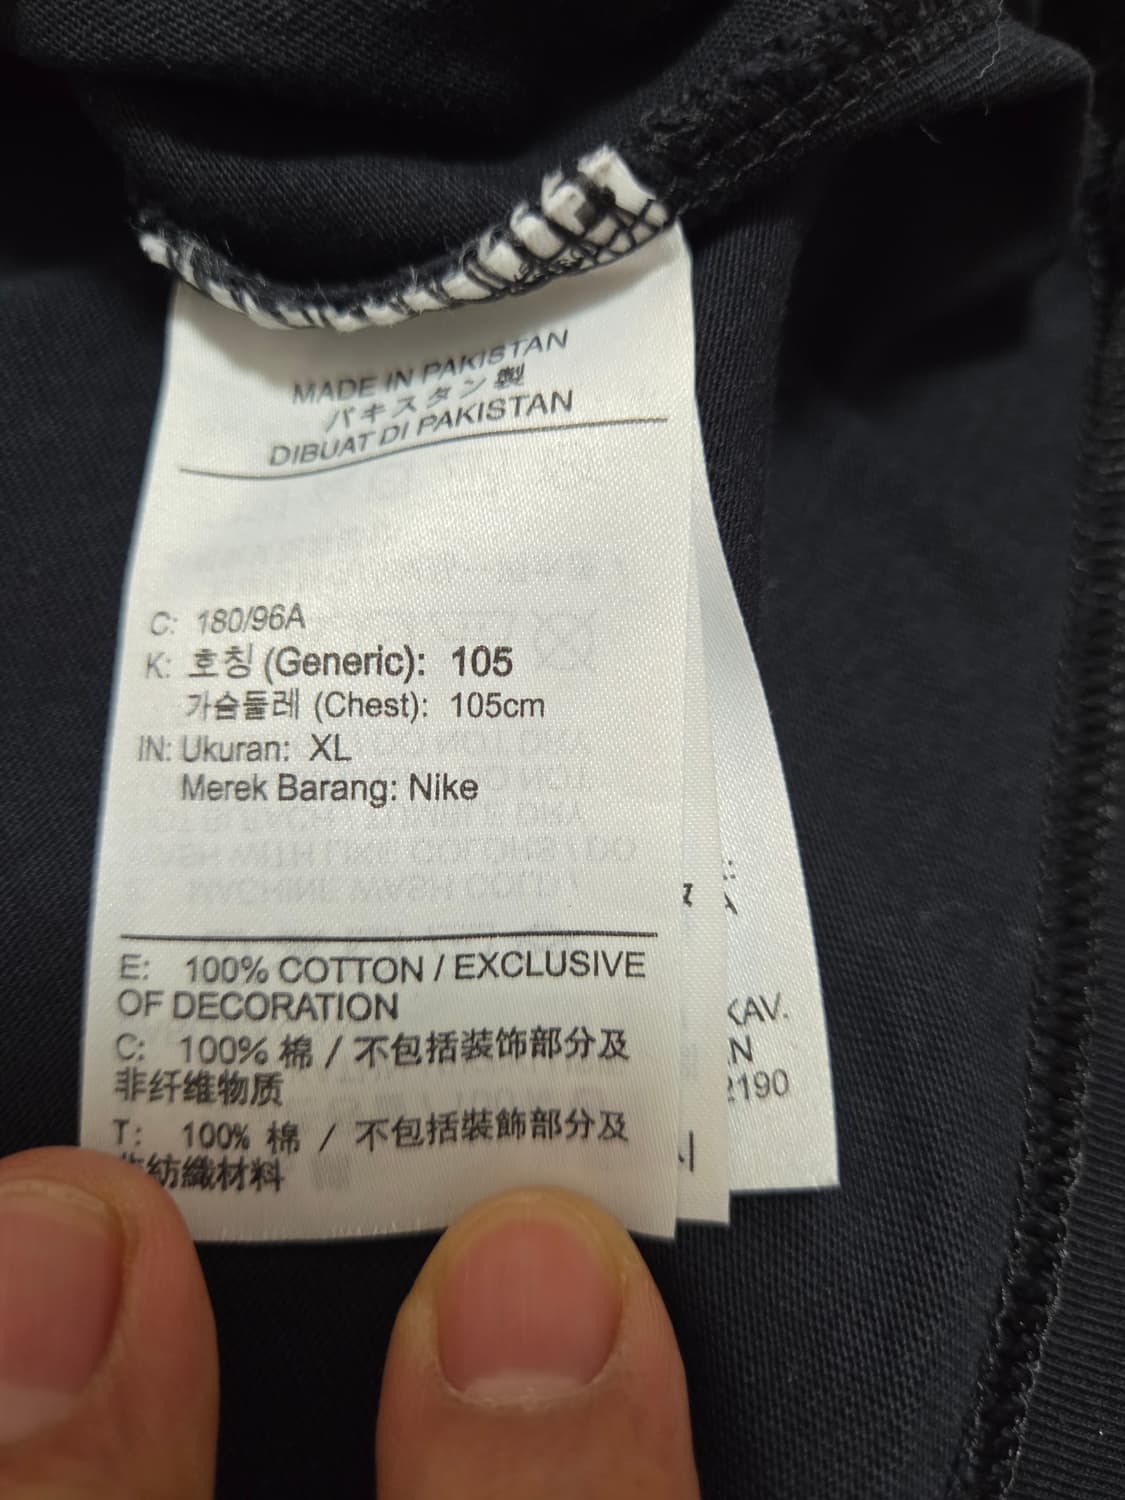 MADE IN PAKISTAN
パキスタン製
DIBUAT DI PAKISTAN
C: 180/96A
K: 호칭 (Generic): 105
가슴둘레 (Chest): 105cm
IN: Ukuran: XL
Merek Barang: Nike
E: 100% COTTON / EXCLUSIVE
OF DECORATION
C: 100% 棉 / 不包括装饰部分及
非纤维物质
T: 100% 棉 / 不包括裝飾部分及
非紡織材料
KAV.
N
2190